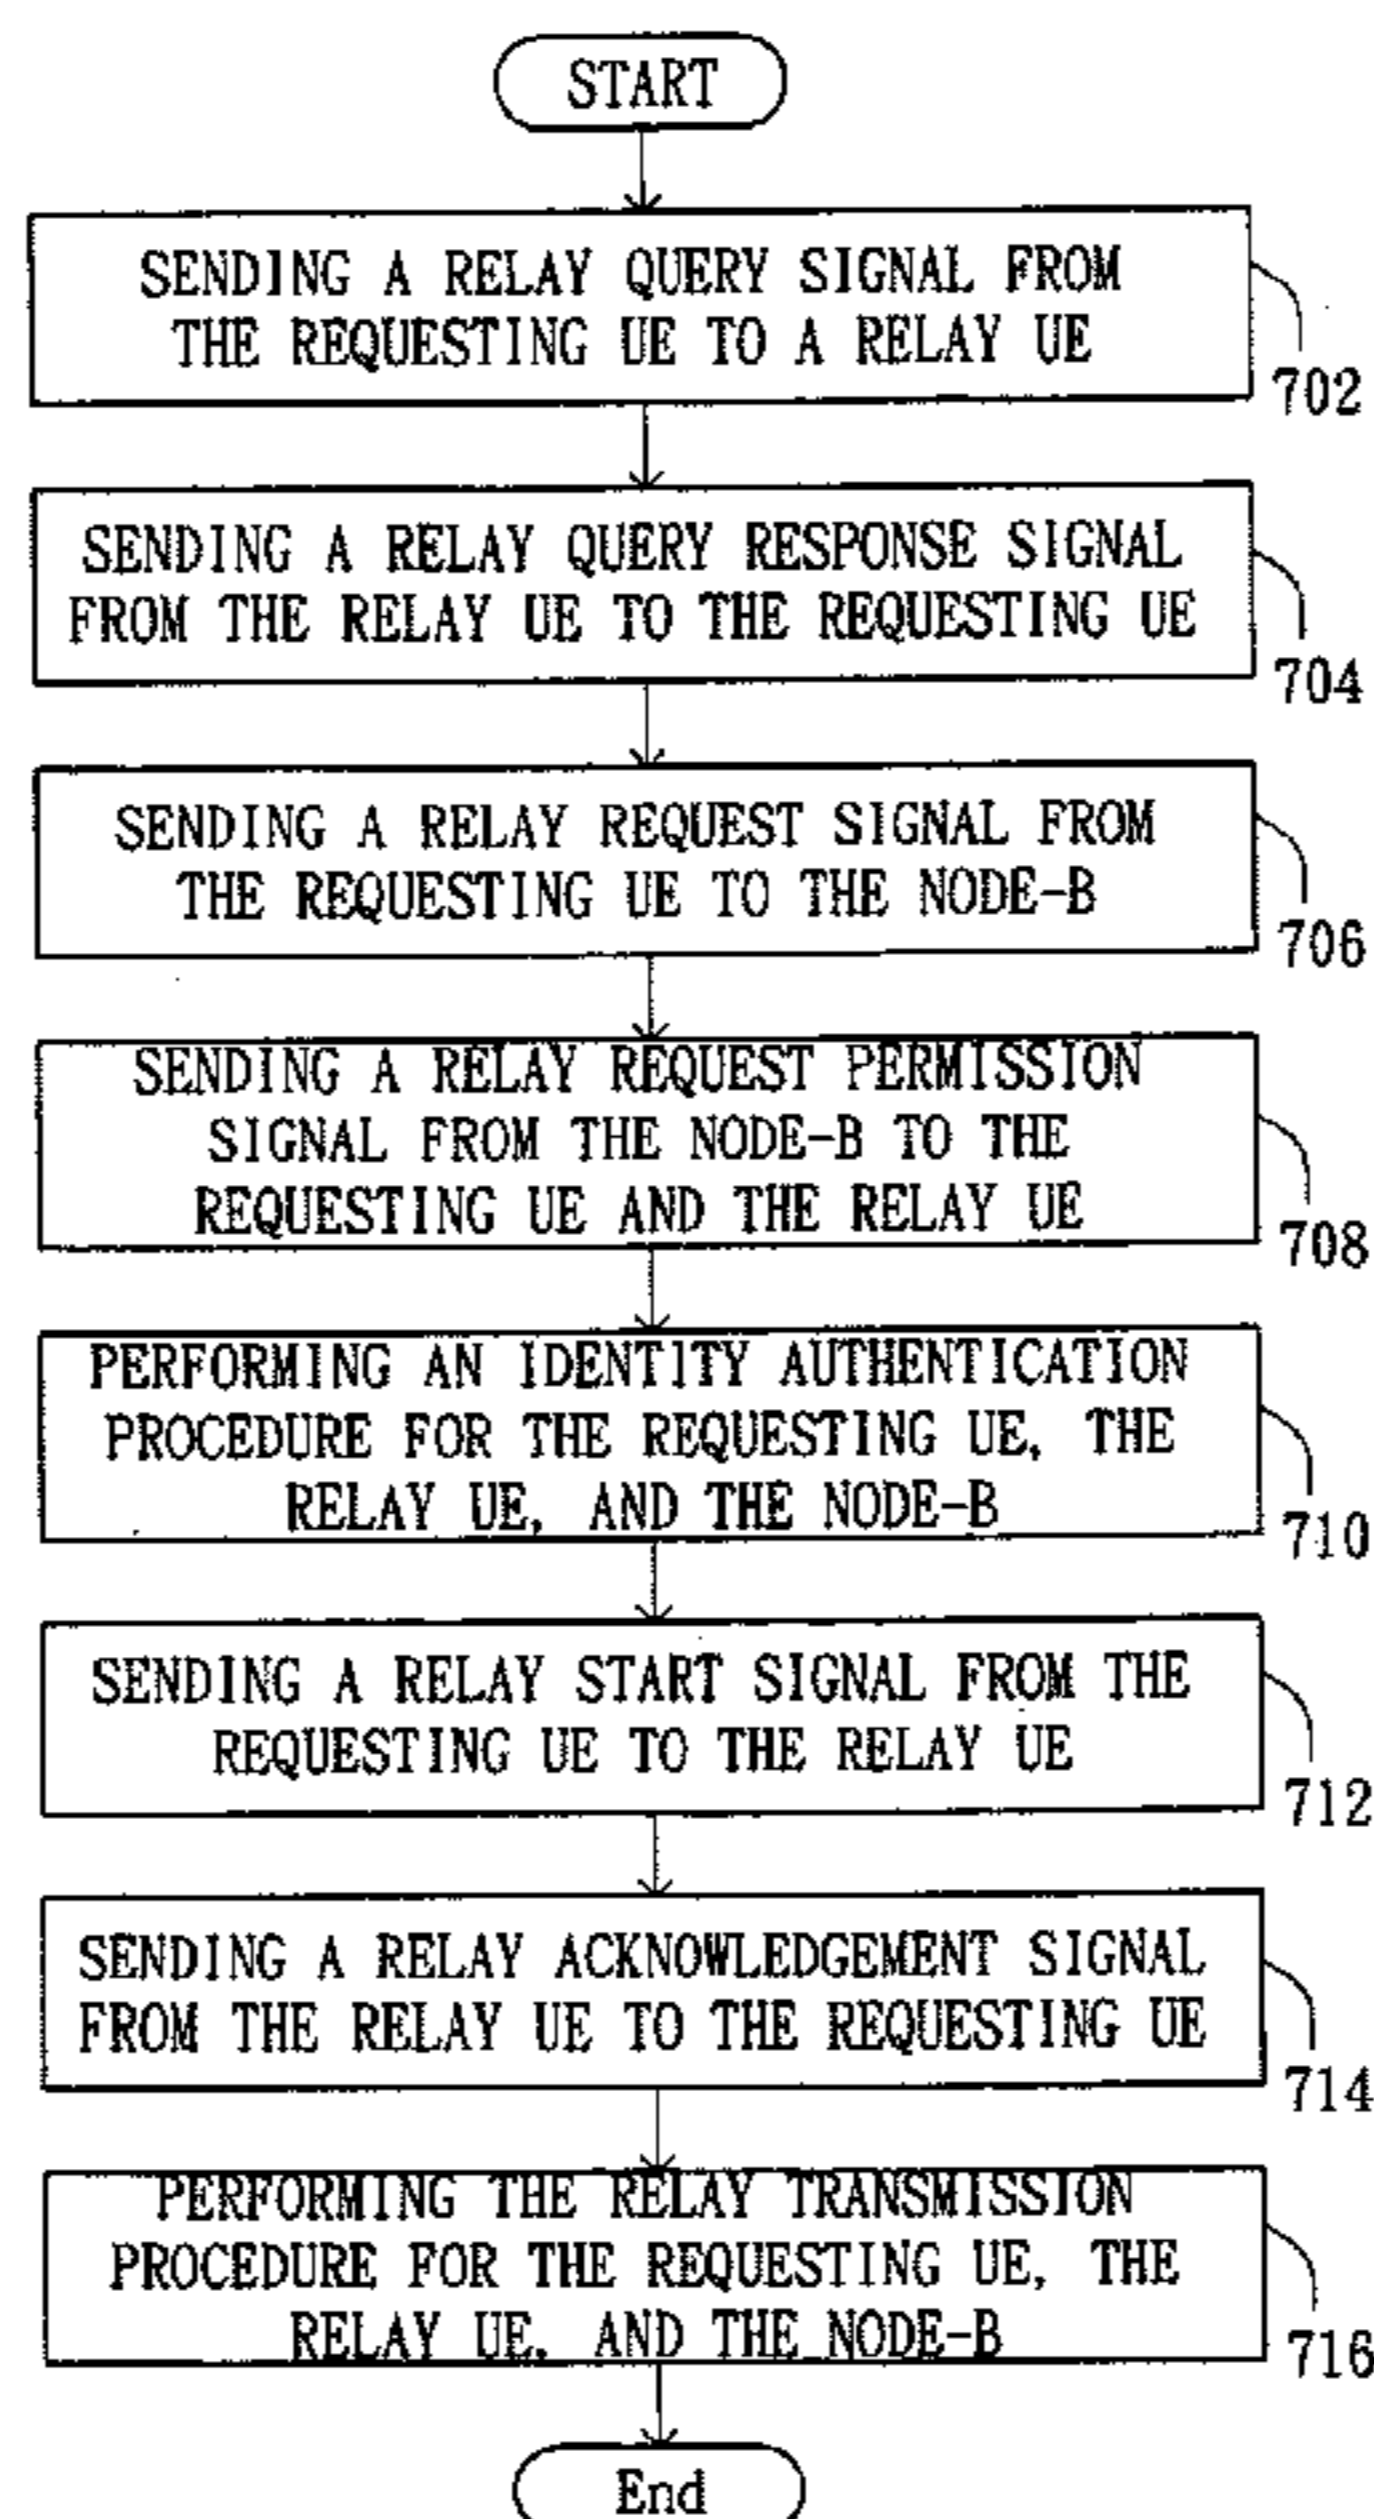 START
SENDING A RELAY QUERY SIGNAL FROM
THE REQUESTING UE TO A RELAY UE
702
SENDING A RELAY QUERY RESPONSE SIGNAL
FROM THE RELAY UE TO THE REQUESTING UE
704
SENDING A RELAY REQUEST SIGNAL FROM
THE REQUESTING UE TO THE NODE-B
706
SENDING A RELAY REQUEST PERMISSION
SIGNAL FROM THE NODE-B TO THE
REQUESTING UE AND THE RELAY UE
708
PERFORMING AN IDENTITY AUTHENTICATION
PROCEDURE FOR THE REQUESTING UE, THE
RELAY UE, AND THE NODE-B
710
SENDING A RELAY START SIGNAL FROM THE
REQUESTING UE TO THE RELAY UE
712
SENDING A RELAY ACKNOWLEDGEMENT SIGNAL
FROM THE RELAY UE TO THE REQUESTING UE
714
PERFORMING THE RELAY TRANSMISSION
PROCEDURE FOR THE REQUESTING UE, THE
RELAY UE, AND THE NODE-B
716
End